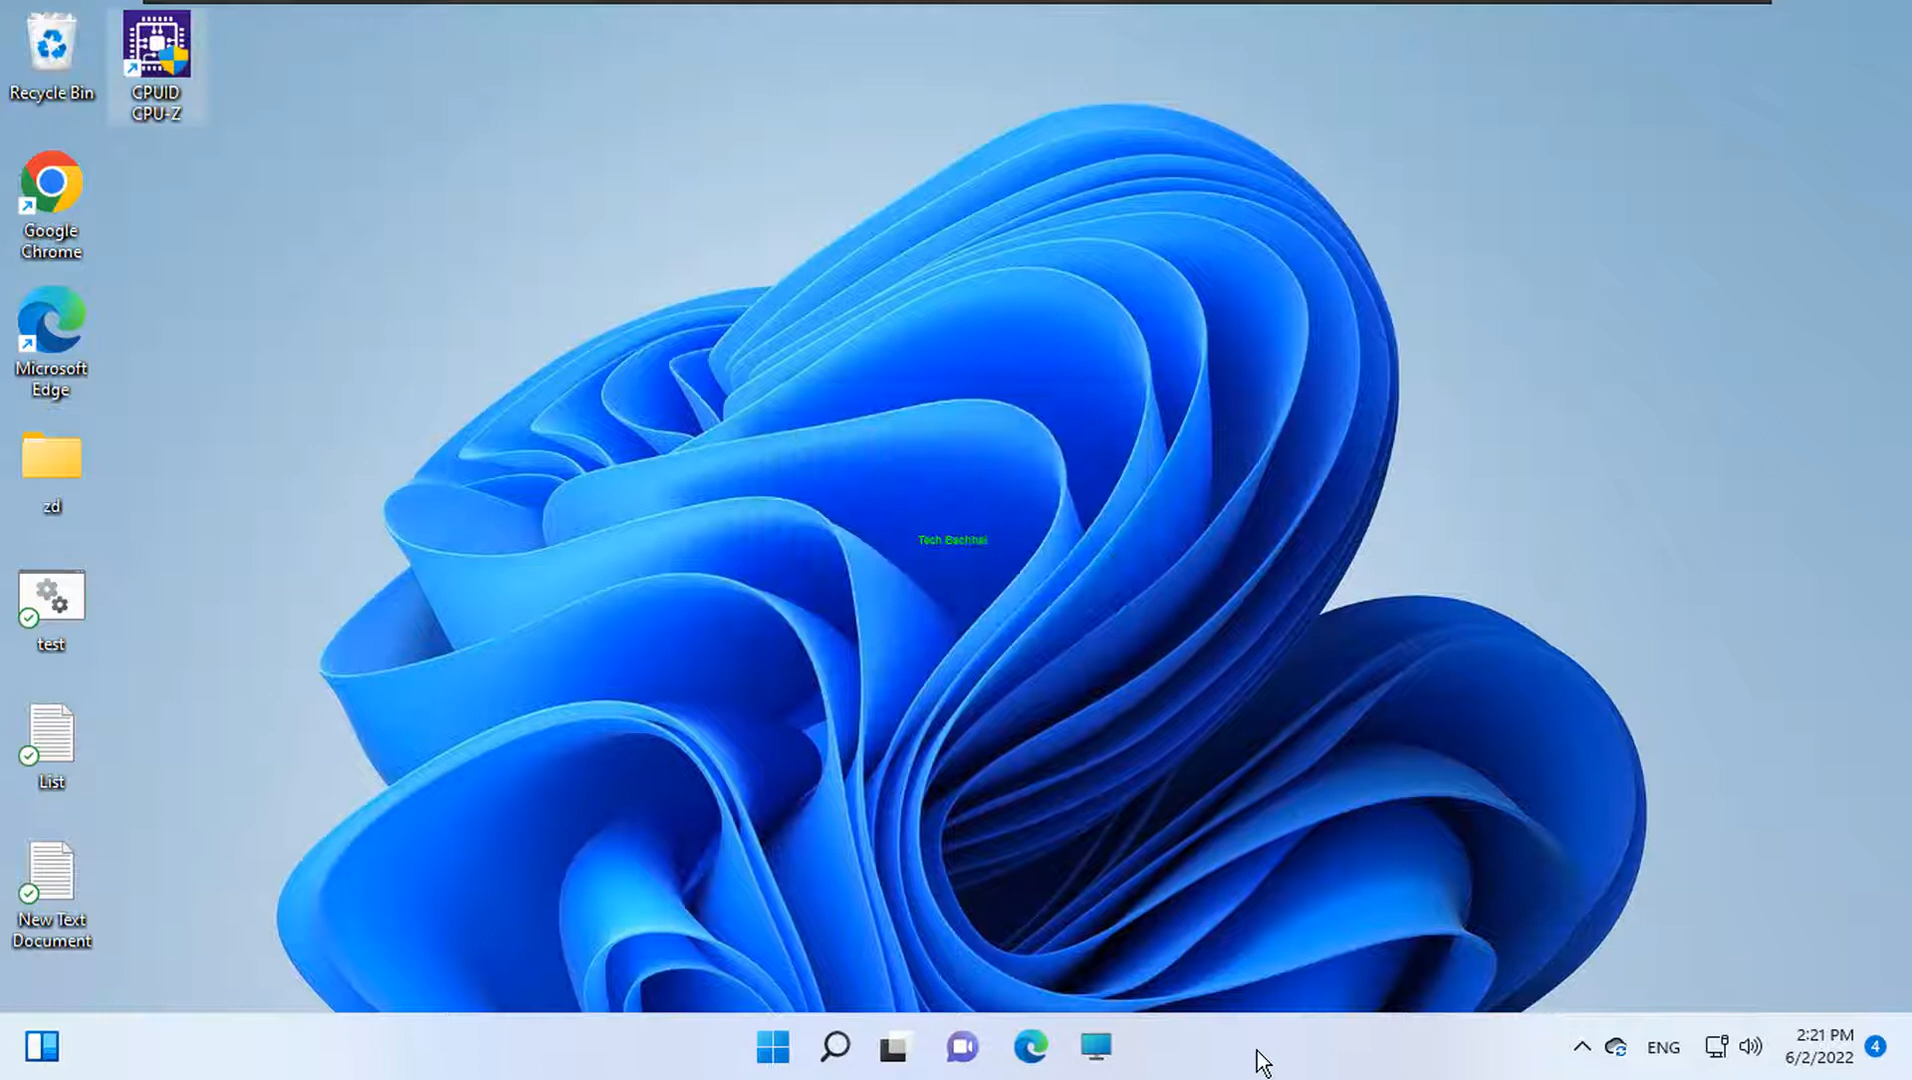 Recycle Bin
CPUID
CPU-Z
Google
Chrome
Microsoft
Edge
zd
test
List
New Text
Document
Tech Bachhal
ENG
2:21 PM
6/2/2022
4